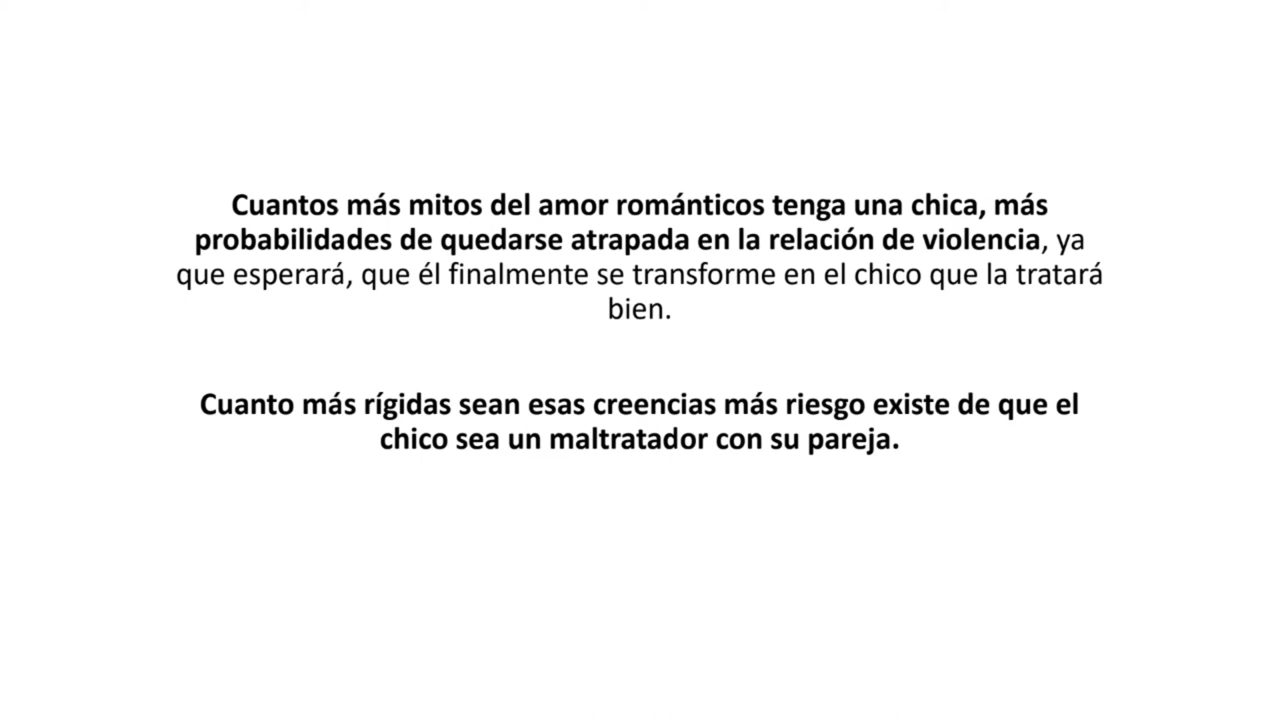 Cuantos más mitos del amor románticos tenga una chica, más
probabilidades de quedarse atrapada en la relación de violencia, ya
que esperará, que él finalmente se transforme en el chico que la tratará
bien.
Cuanto más rígidas sean esas creencias más riesgo existe de que el
chico sea un maltratador con su pareja.